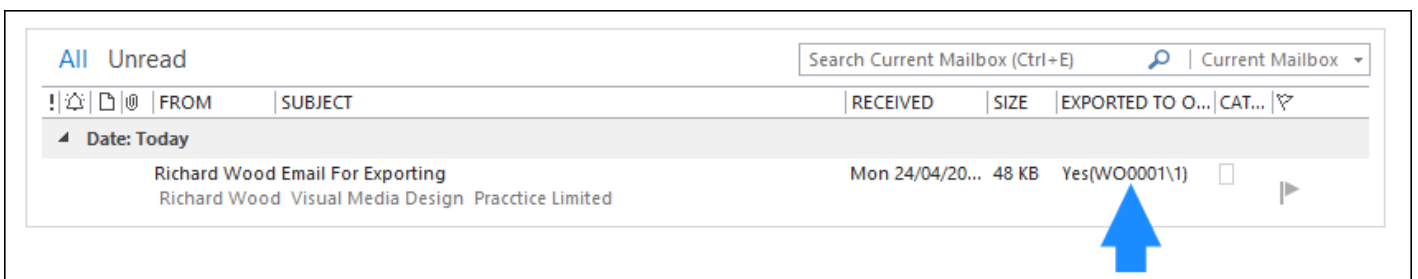 All Unread
Search Current Mailbox (Ctrl+E) Current Mailbox
! FROM SUBJECT RECEIVED SIZE EXPORTED TO O... CAT...
Date: Today
Richard Wood Email For Exporting Mon 24/04/20... 48 KB Yes(WO0001\1)
Richard Wood Visual Media Design Pracctice Limited